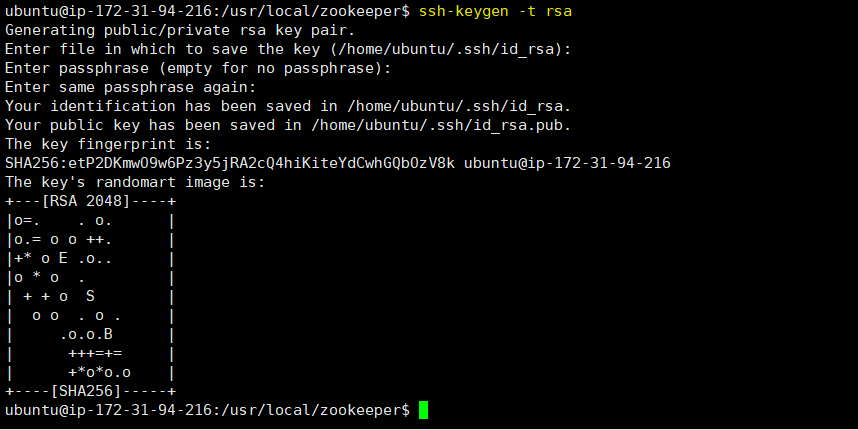 ubuntu@ip-172-31-94-216:/usr/local/zookeeper$ ssh-keygen -t rsa
Generating public/private rsa key pair.
Enter file in which to save the key (/home/ubuntu/.ssh/id_rsa):
Enter passphrase (empty for no passphrase):
Enter same passphrase again:
Your identification has been saved in /home/ubuntu/.ssh/id_rsa.
Your public key has been saved in /home/ubuntu/.ssh/id_rsa.pub.
The key fingerprint is:
SHA256:etP2DKmwO9w6Pz3y5jRA2cQ4hiKiteYdCwhGQbOzV8k ubuntu@ip-172-31-94-216
The key's randomart image is:
+---[RSA 2048]----+
|o=.    . o.      |
|o.= o o ++.      |
|+* o E .o..      |
|o * o  .         |
| + + o  S        |
|  o o  . o .     |
|     .o.o.B      |
|      +++=+=     |
|      +*o*o.o    |
+----[SHA256]-----+
ubuntu@ip-172-31-94-216:/usr/local/zookeeper$